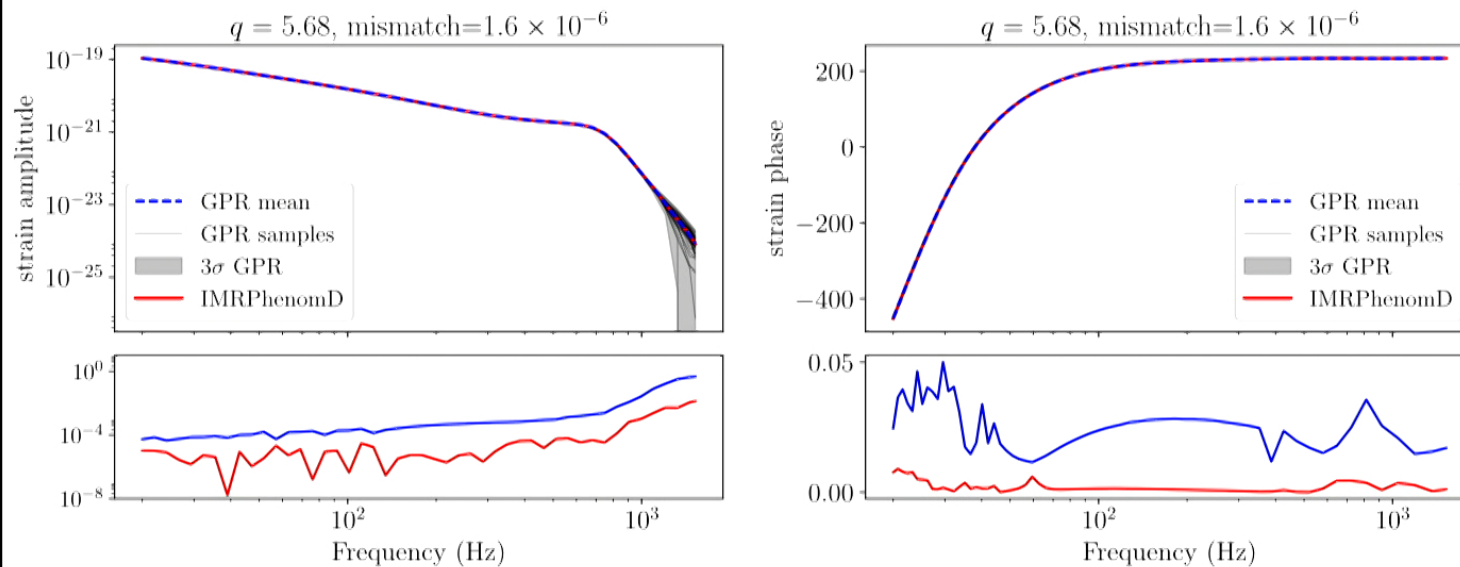 q = 5.68, mismatch=1.6 × 10⁻⁶
10⁻¹⁹
10⁻²¹
10⁻²³
10⁻²⁵
strain amplitude
GPR mean
GPR samples
3σ GPR
IMRPhenomD
10⁰
10⁻⁴
10⁻⁸
10²
10³
Frequency (Hz)
q = 5.68, mismatch=1.6 × 10⁻⁶
200
0
−200
−400
strain phase
GPR mean
GPR samples
3σ GPR
IMRPhenomD
0.05
0.00
10²
10³
Frequency (Hz)